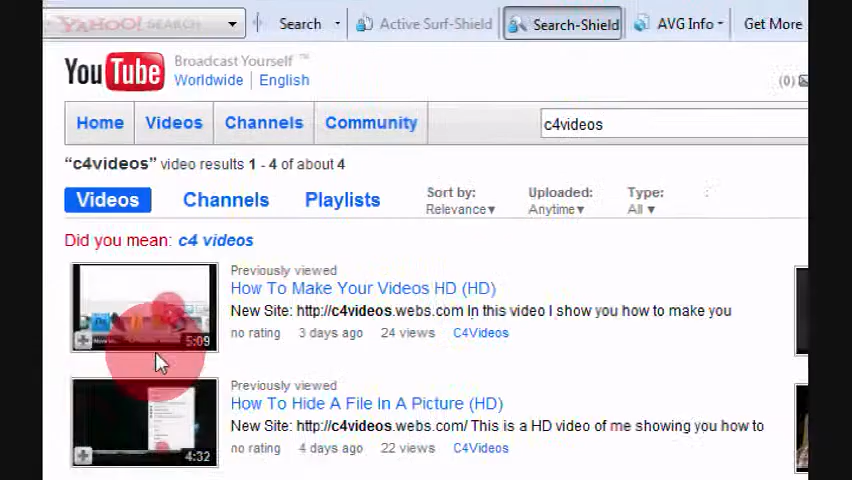 YAHOO! SEARCH Search Active Surf-Shield Search-Shield AVG Info Get More
YouTube Broadcast Yourself ™
Worldwide English
(0)
Home Videos Channels Community c4videos
“c4videos” video results 1 - 4 of about 4
Videos Channels Playlists Sort by: Uploaded: Type:
Relevance▾ Anytime▾ All ▾
Did you mean: c4 videos
Previously viewed
How To Make Your Videos HD (HD)
New Site: http://c4videos.webs.com In this video I show you how to make you
no rating 3 days ago 24 views C4Videos
5:09
Previously viewed
How To Hide A File In A Picture (HD)
New Site: http://c4videos.webs.com/ This is a HD video of me showing you how to
no rating 4 days ago 22 views C4Videos
4:32